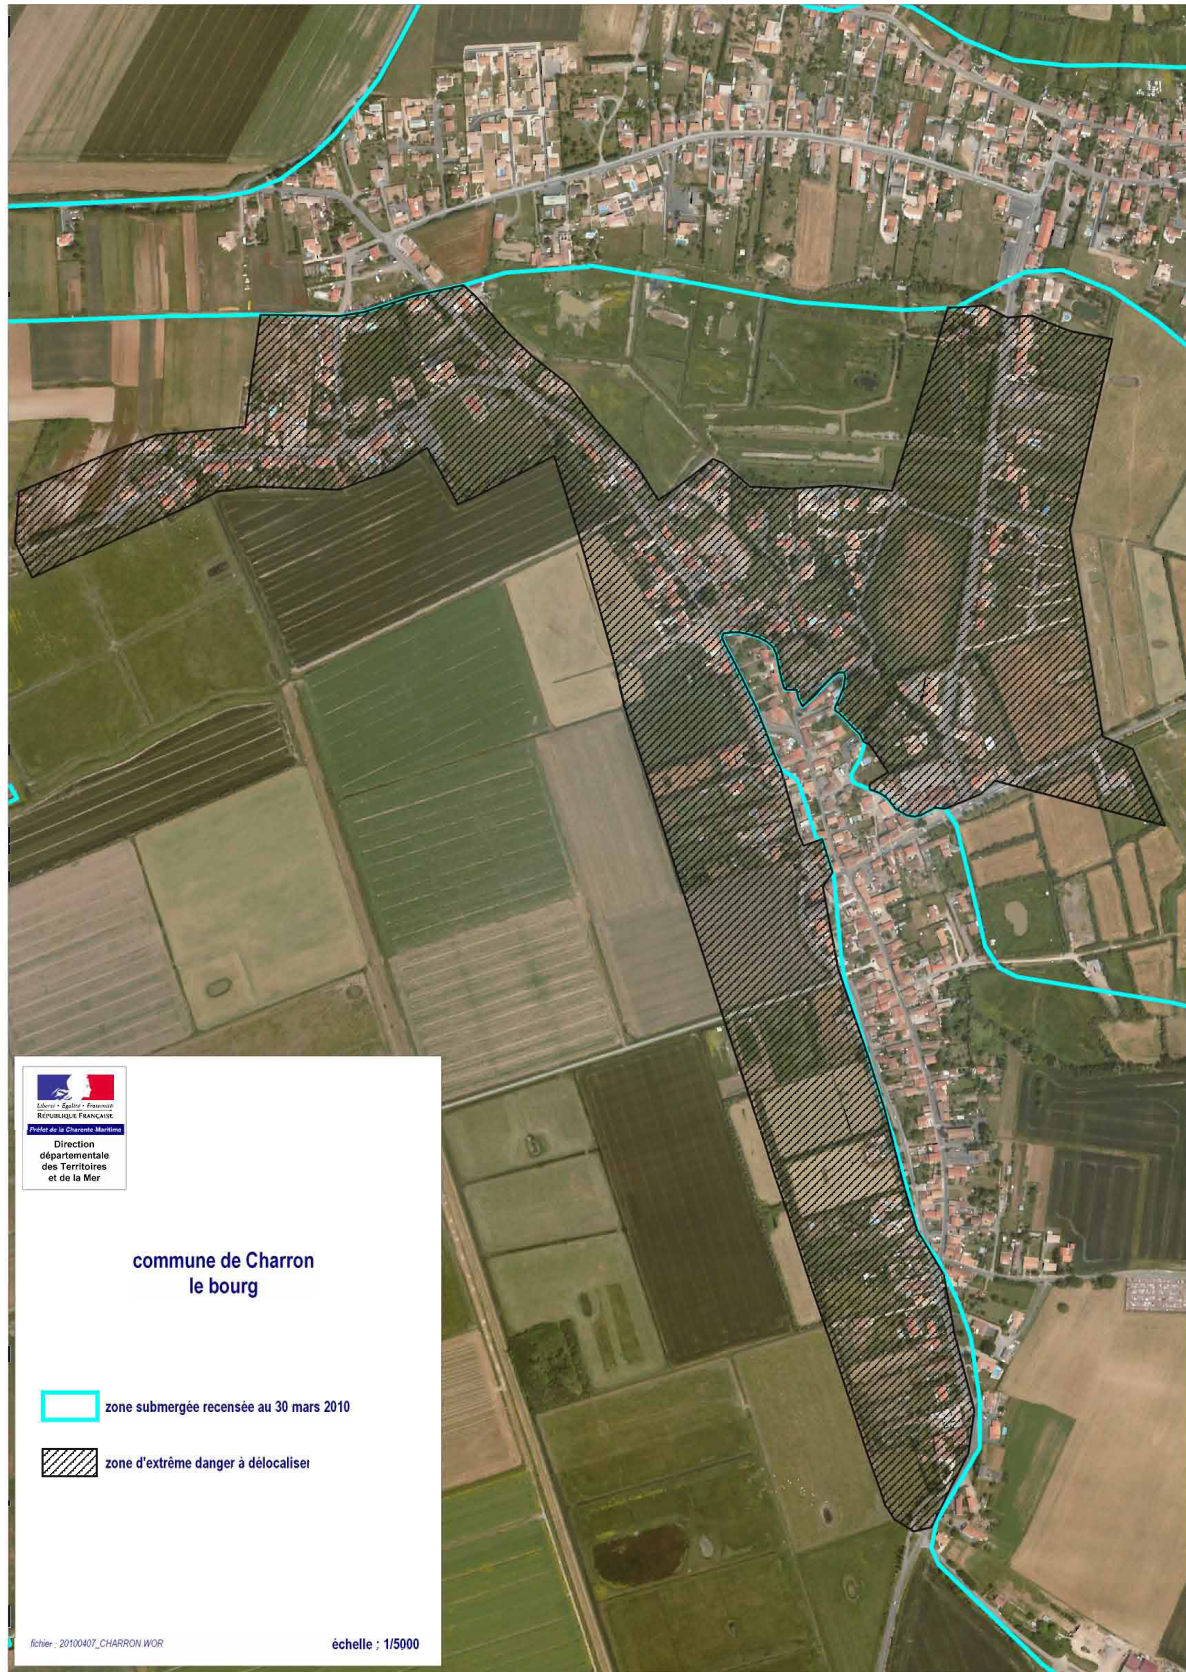 Liberté • Égalité • Fraternité
RÉPUBLIQUE FRANÇAISE
Préfet de la Charente-Maritime
Direction
départementale
des Territoires
et de la Mer
commune de Charron
le bourg
zone submergée recensée au 30 mars 2010
zone d'extrême danger à délocaliser
fichier : 20100407_CHARRON.WOR
échelle : 1/5000